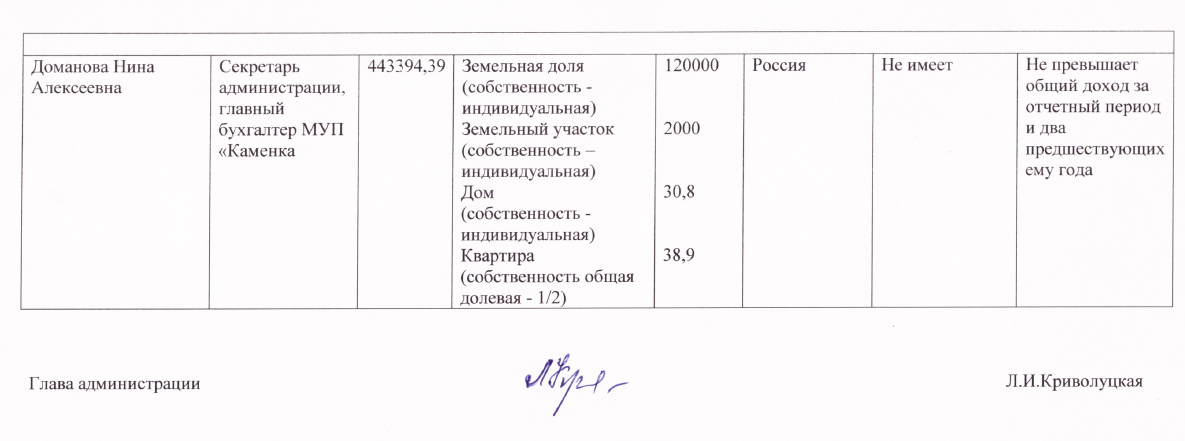 Доманова Нина
Алексеевна
Секретарь
администрации,
главный
бухгалтер МУП
«Каменка
443394,39
Земельная доля
(собственность -
индивидуальная)
Земельный участок
(собственность –
индивидуальная)
Дом
(собственность -
индивидуальная)
Квартира
(собственность общая
долевая - 1/2)
120000
2000
30,8
38,9
Россия
Не имеет
Не превышает
общий доход за
отчетный период
и два
предшествующих
ему года
Глава администрации
Л.И.Криволуцкая